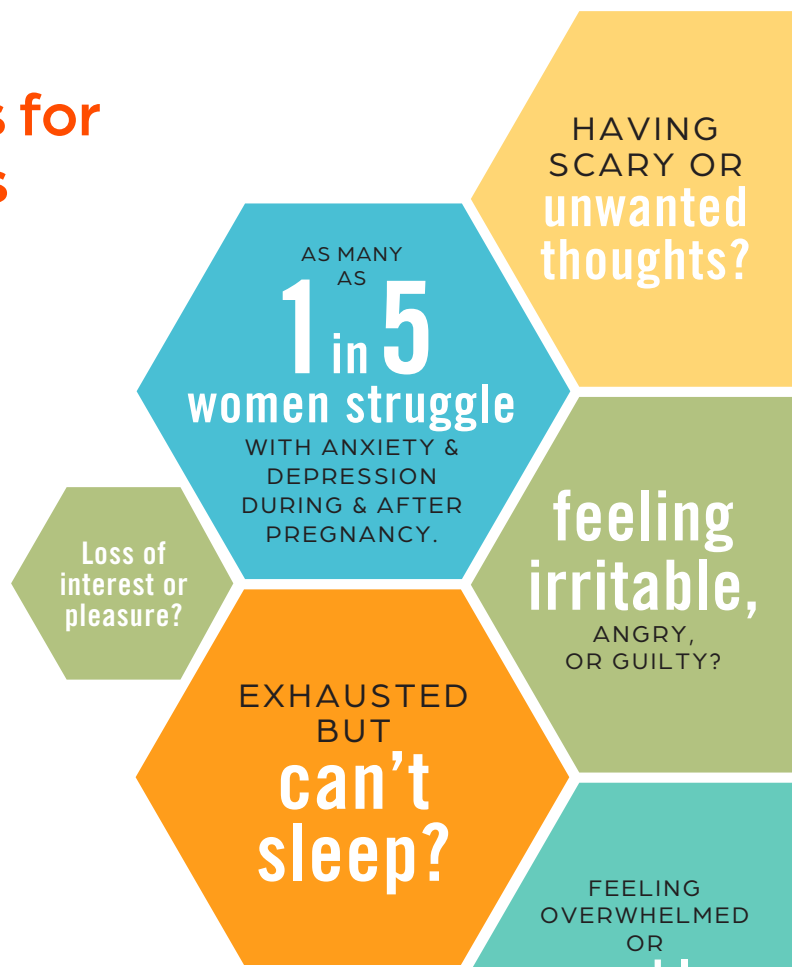 for
HAVING
SCARY OR
unwanted
thoughts?
AS MANY
AS
1 in 5
women struggle
WITH ANXIETY &
DEPRESSION
DURING & AFTER
PREGNANCY.
Loss of
interest or
pleasure?
feeling
irritable,
ANGRY,
OR GUILTY?
EXHAUSTED
BUT
can't
sleep?
FEELING
OVERWHELMED
OR